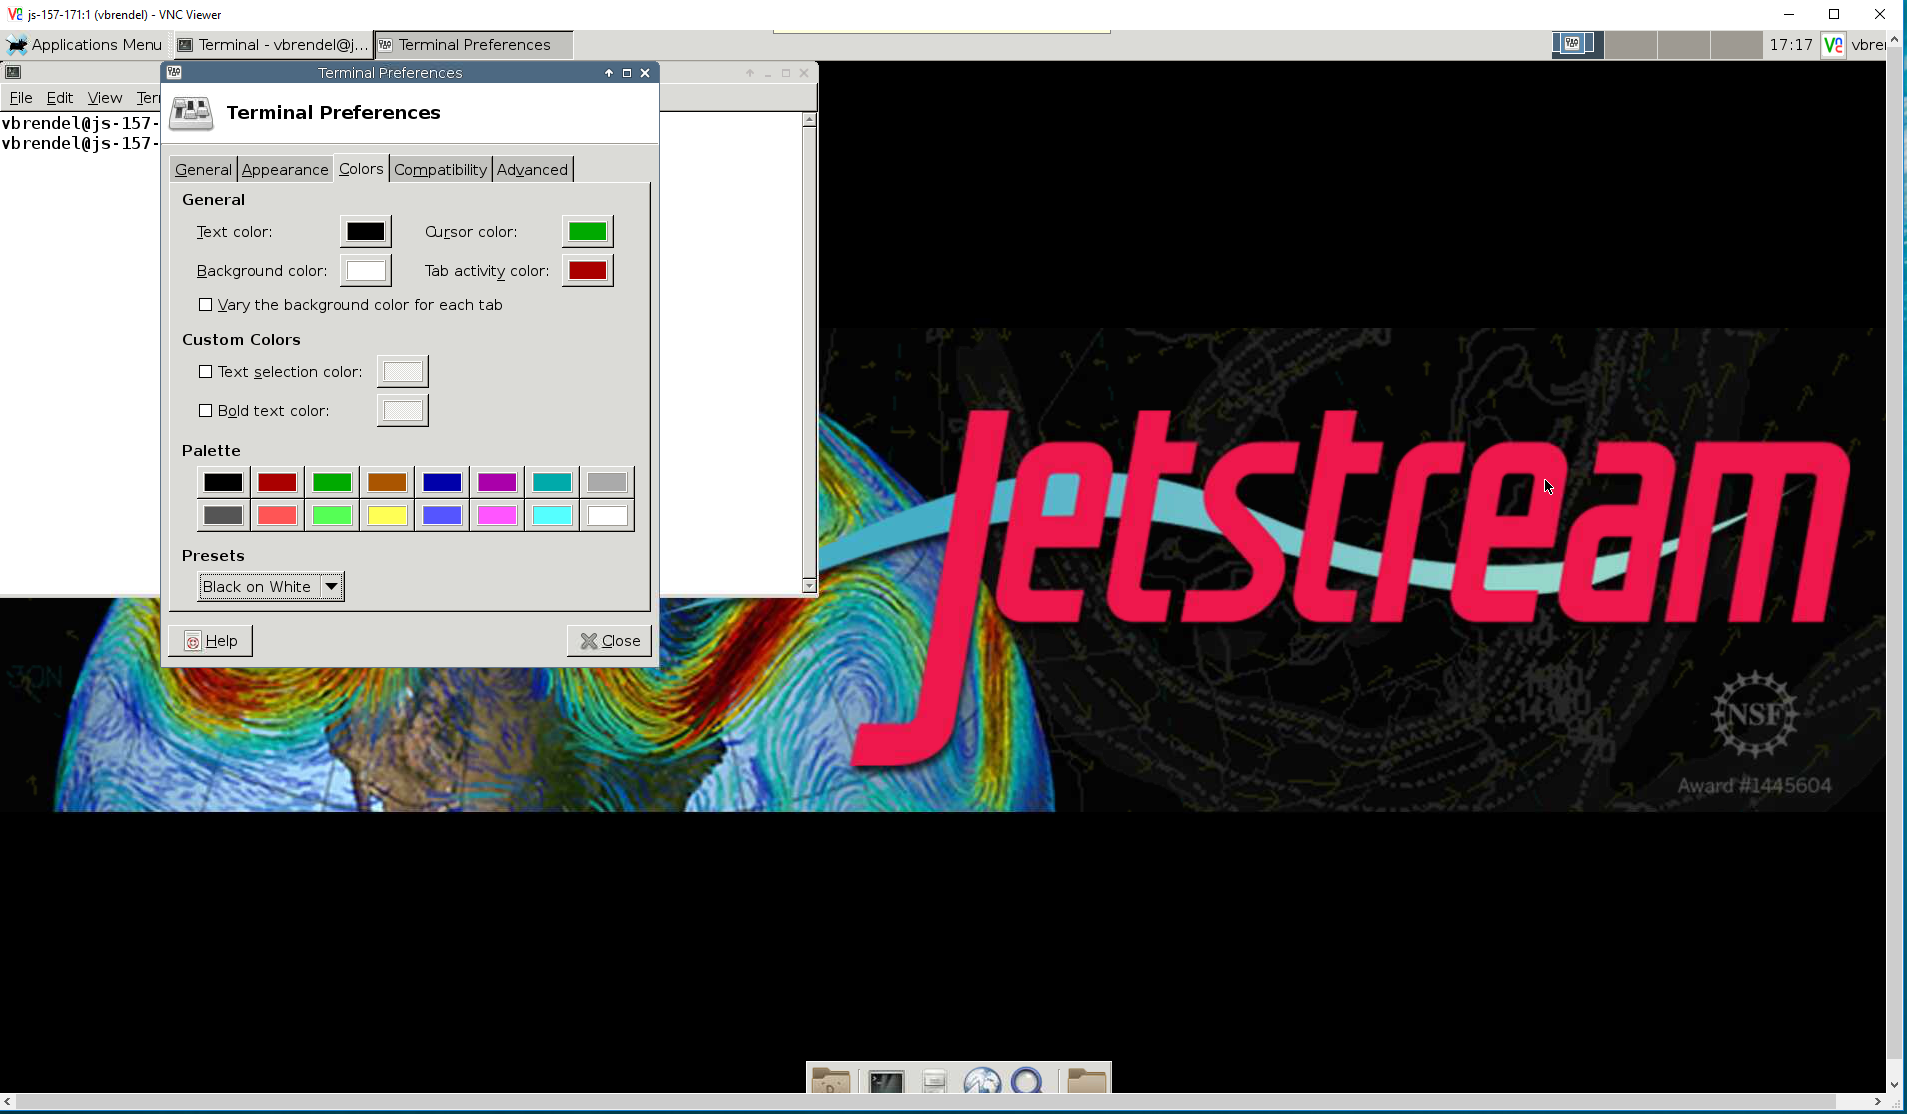 js-157-171:1 (vbrendel) - VNC Viewer
Applications Menu
Terminal - vbrendel@j...
Terminal Preferences
17:17
vbre
Terminal Preferences
File Edit View Ter
vbrendel@js-157-
vbrendel@js-157-
Terminal Preferences
General Appearance Colors Compatibility Advanced
General
Text color: Cursor color:
Background color: Tab activity color:
Vary the background color for each tab
Custom Colors
Text selection color:
Bold text color:
Palette
Presets
Black on White
Help Close
Jetstream
NSF
Award #1445604
30N